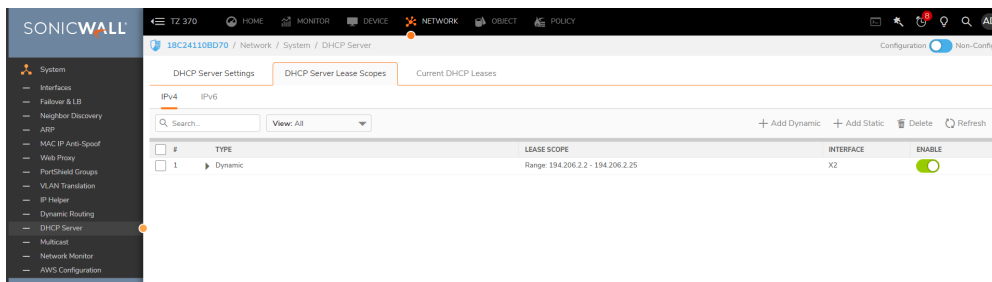 SONICWALL
TZ 370 HOME MONITOR DEVICE NETWORK OBJECT POLICY 8
18C24110BD70 / Network / System / DHCP Server Configuration Non-Confi
System
Interfaces
Failover & LB
Neighbor Discovery
ARP
MAC IP Anti-Spoof
Web Proxy
PortShield Groups
VLAN Translation
IP Helper
Dynamic Routing
DHCP Server
Multicast
Network Monitor
AWS Configuration
DHCP Server Settings DHCP Server Lease Scopes Current DHCP Leases
IPv4 IPv6
Search... View: All + Add Dynamic + Add Static Delete Refresh
# TYPE LEASE SCOPE INTERFACE ENABLE
1 Dynamic Range: 194.206.2.2 - 194.206.2.25 X2